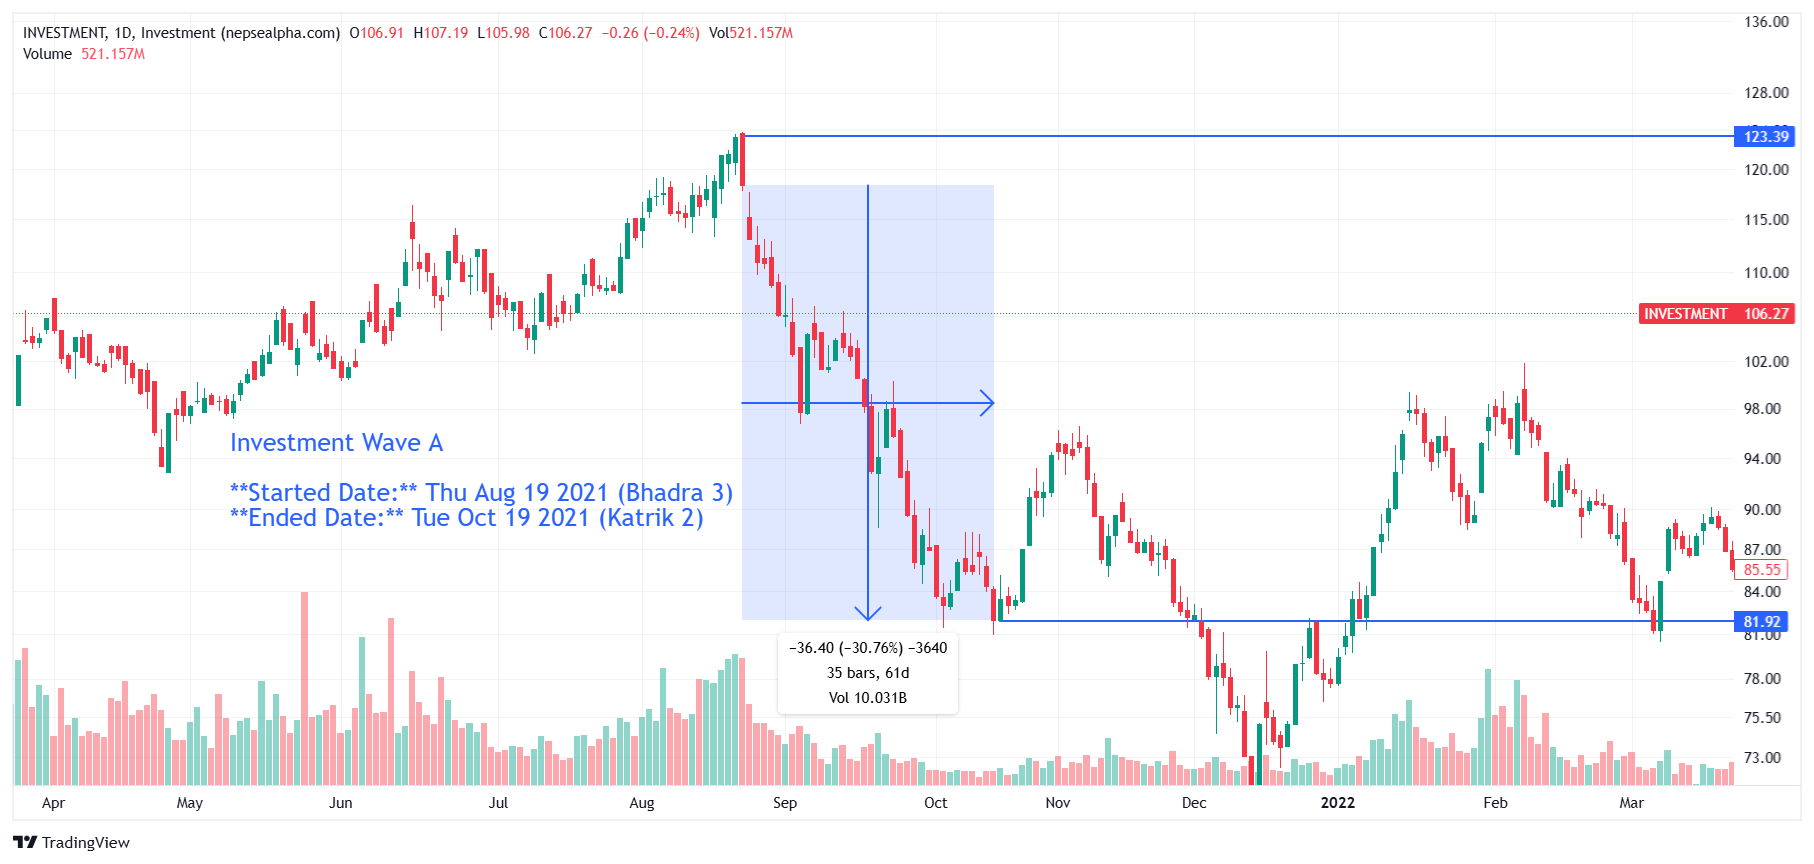 INVESTMENT, 1D, Investment (nepsealpha.com) O106.91 H107.19 L105.98 C106.27 −0.26 (−0.24%) Vol521.157M
Volume 521.157M
136.00
128.00
123.39
120.00
115.00
110.00
INVESTMENT 106.27
102.00
98.00
94.00
90.00
87.00
85.55
84.00
81.92
81.00
78.00
75.50
73.00
Investment Wave A
**Started Date:** Thu Aug 19 2021 (Bhadra 3)
**Ended Date:** Tue Oct 19 2021 (Katrik 2)
−36.40 (−30.76%) −3640
35 bars, 61d
Vol 10.031B
Apr May Jun Jul Aug Sep Oct Nov Dec 2022 Feb Mar
TradingView